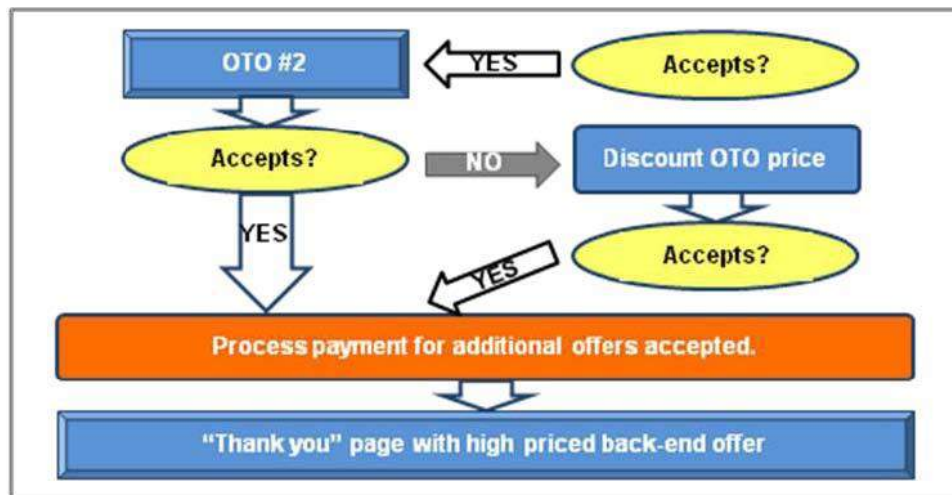 OTO #2
YES
Accepts?
Accepts?
NO
Discount OTO price
YES
Accepts?
YES
Process payment for additional offers accepted.
“Thank you” page with high priced back-end offer